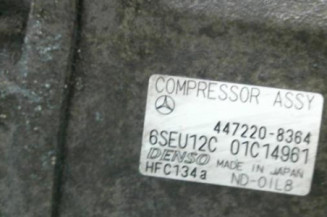 COMPRESSOR ASSY
447220-8364
6SEU12C 01C14961
DENSO MADE IN JAPAN
HFC134a ND-OIL8